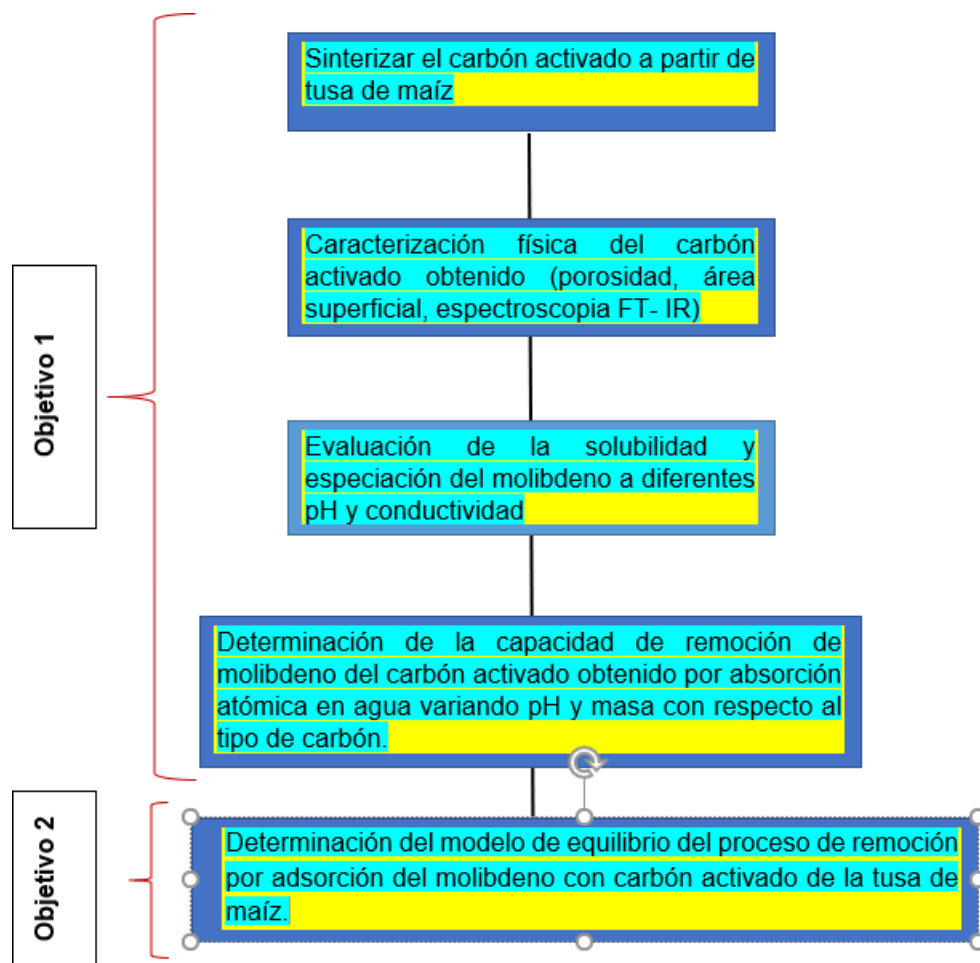 Sinterizar el carbón activado a partir de
tusa de maíz
Caracterización física del carbón
activado obtenido (porosidad, área
superficial, espectroscopia FT- IR)
Objetivo 1
Evaluación de la solubilidad y
especiación del molibdeno a diferentes
pH y conductividad
Determinación de la capacidad de remoción de
molibdeno del carbón activado obtenido por absorción
atómica en agua variando pH y masa con respecto al
tipo de carbón.
Objetivo 2
Determinación del modelo de equilibrio del proceso de remoción
por adsorción del molibdeno con carbón activado de la tusa de
maíz.